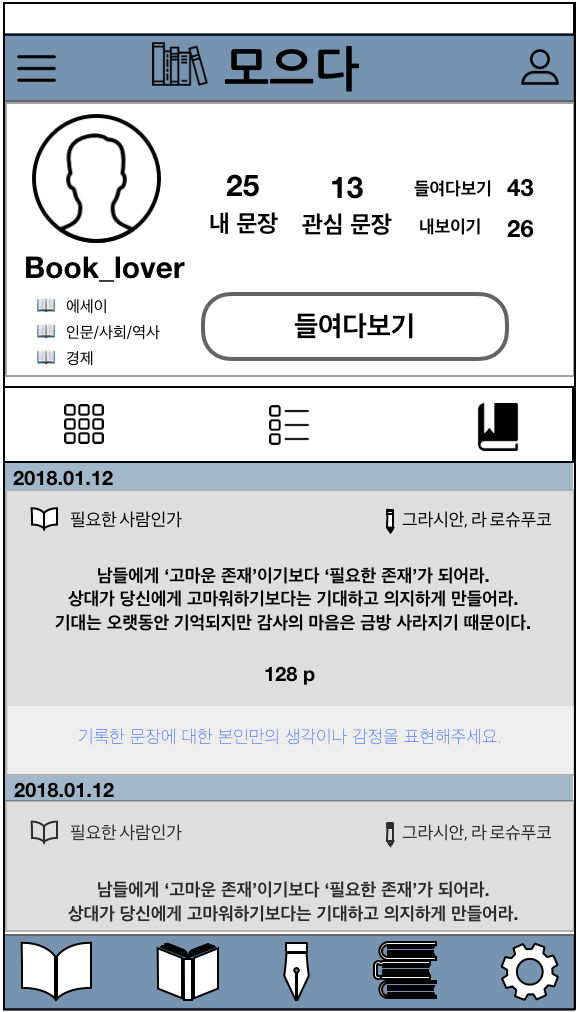 모으다
25
내 문장
13
관심 문장
들여다보기 43
내보이기 26
Book_lover
에세이
인문/사회/역사
경제
들여다보기
2018.01.12
필요한 사람인가
그라시안, 라 로슈푸코
남들에게 ‘고마운 존재’이기보다 ‘필요한 존재’가 되어라.
상대가 당신에게 고마워하기보다는 기대하고 의지하게 만들어라.
기대는 오랫동안 기억되지만 감사의 마음은 금방 사라지기 때문이다.
128 p
기록한 문장에 대한 본인만의 생각이나 감정을 표현해주세요.
2018.01.12
필요한 사람인가
그라시안, 라 로슈푸코
남들에게 ‘고마운 존재’이기보다 ‘필요한 존재’가 되어라.
상대가 당신에게 고마워하기보다는 기대하고 의지하게 만들어라.